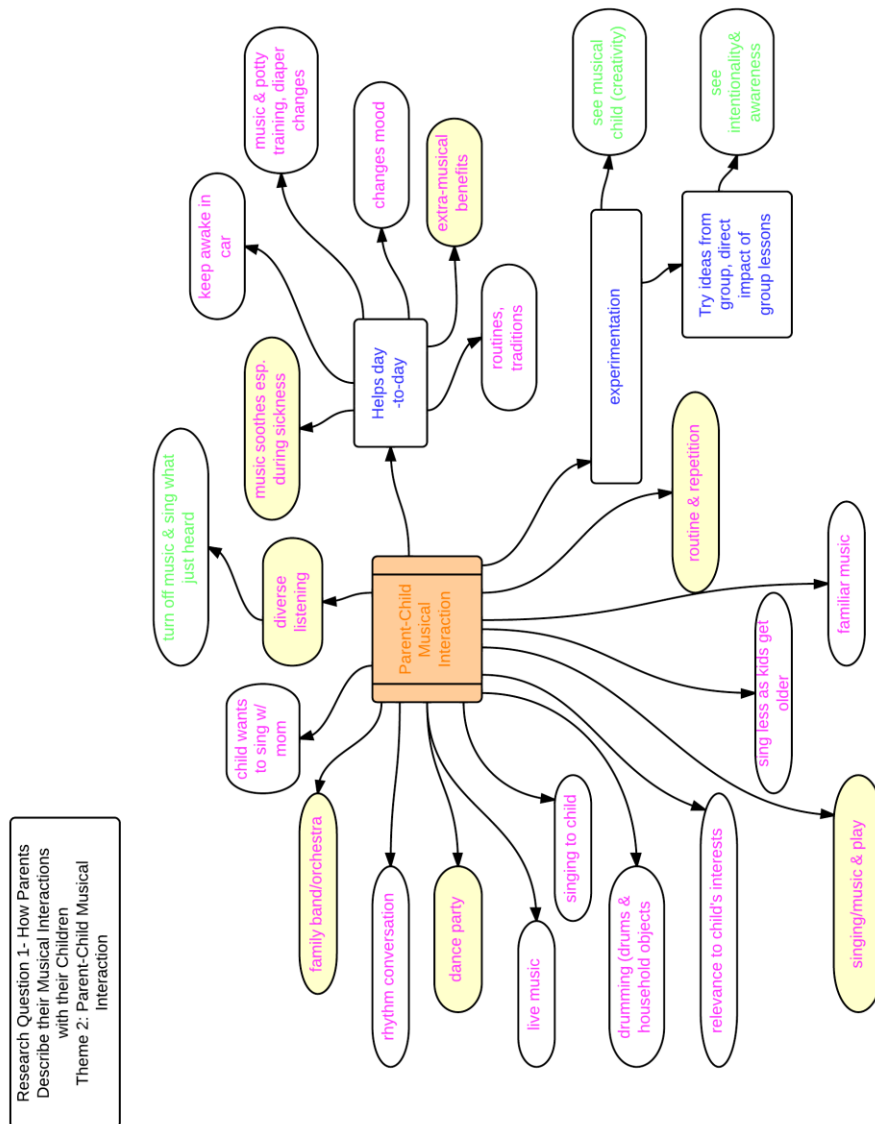 Research Question 1- How Parents
Describe their Musical Interactions
with their Children
Theme 2: Parent-Child Musical
Interaction
turn off music & sing what
just heard
music soothes esp.
during sickness
keep awake in
car
music & potty
training, diaper
changes
child wants
to sing w/
mom
diverse
listening
changes mood
family band/orchestra
Helps day
-to-day
extra-musical
benefits
rhythm conversation
Parent-Child
Musical
Interaction
dance party
routines,
traditions
live music
singing to child
experimentation
see musical
child (creativity)
drumming (drums &
household objects
routine & repetition
Try ideas from
group, direct
impact of
group lessons
see
intentionality&
awareness
relevance to child's interests
sing less as kids get
older
familiar music
singing/music & play